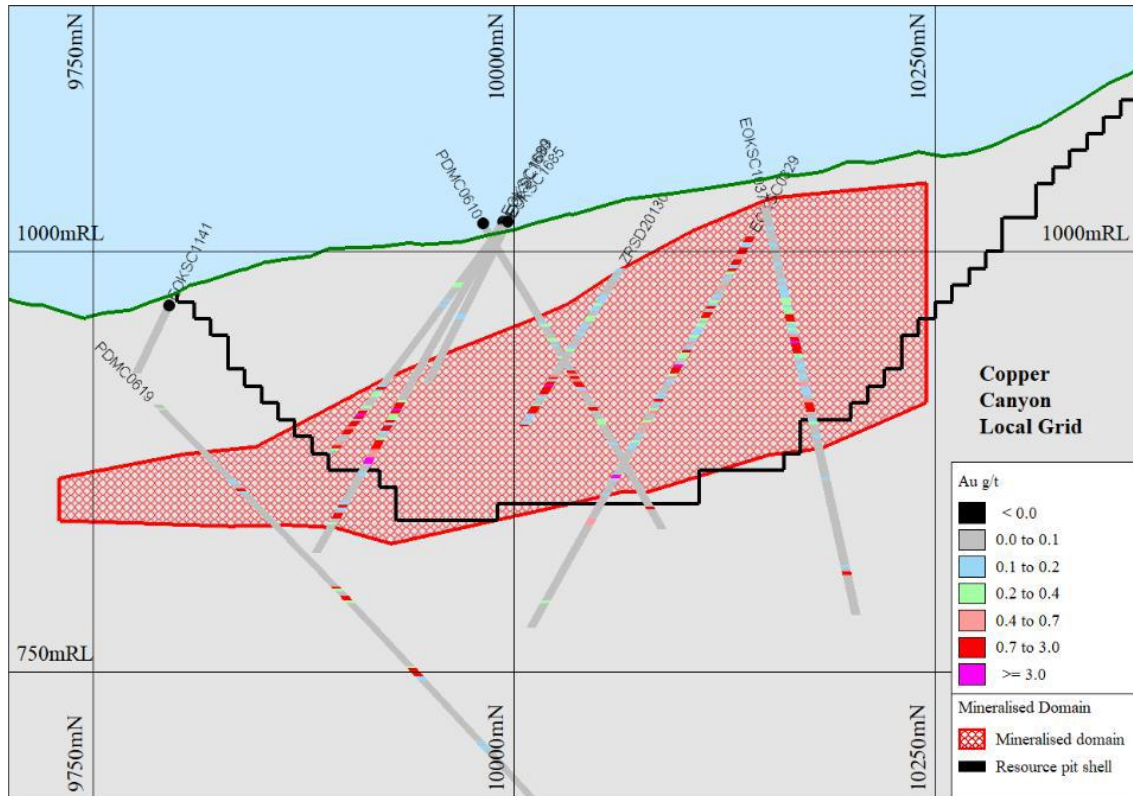 9750mN
10000mN
10250mN
PDMC0610
EOKSC1685
EOKSC1037
ZRSD20130
EOKSC1141
1000mRL
1000mRL
PDMC0619
Copper
Canyon
Local Grid
750mRL
9750mN
10000mN
10250mN
Au g/t
< 0.0
0.0 to 0.1
0.1 to 0.2
0.2 to 0.4
0.4 to 0.7
0.7 to 3.0
>= 3.0
Mineralised Domain
Mineralised domain
Resource pit shell